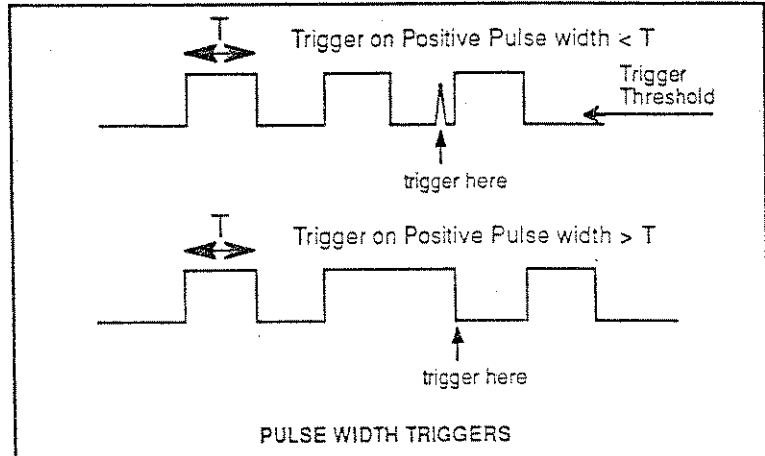 T
Trigger on Positive Pulse width < T
Trigger
Threshold
trigger here
T
Trigger on Positive Pulse width > T
trigger here
PULSE WIDTH TRIGGERS